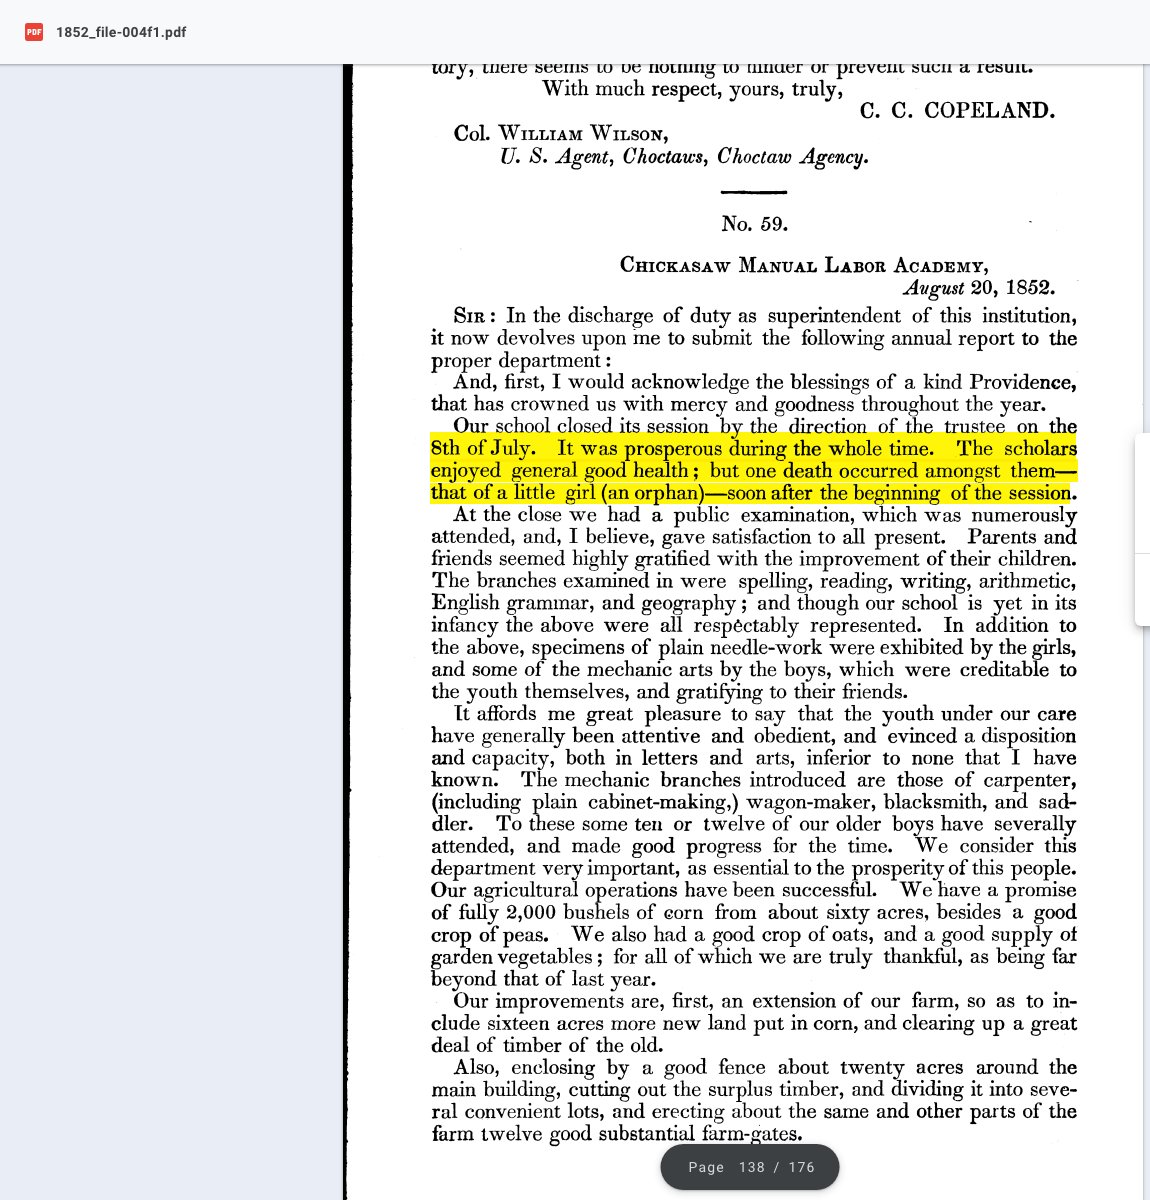 1852_file-004f1.pdf
tory, there seems to be nothing to hinder or prevent such a result.
With much respect, yours, truly,
C. C. COPELAND.
Col. WILLIAM WILSON,
U. S. Agent, Choctaws, Choctaw Agency.
No. 59.
CHICKASAW MANUAL LABOR ACADEMY,
August 20, 1852.
SIR: In the discharge of duty as superintendent of this institution,
it now devolves upon me to submit the following annual report to the
proper department:
And, first, I would acknowledge the blessings of a kind Providence,
that has crowned us with mercy and goodness throughout the year.
Our school closed its session by the direction of the trustee on the
8th of July. It was prosperous during the whole time. The scholars
enjoyed general good health; but one death occurred amongst them—
that of a little girl (an orphan)—soon after the beginning of the session.
At the close we had a public examination, which was numerously
attended, and, I believe, gave satisfaction to all present. Parents and
friends seemed highly gratified with the improvement of their children.
The branches examined in were spelling, reading, writing, arithmetic,
English grammar, and geography; and though our school is yet in its
infancy the above were all respectably represented. In addition to
the above, specimens of plain needle-work were exhibited by the girls,
and some of the mechanic arts by the boys, which were creditable to
the youth themselves, and gratifying to their friends.
It affords me great pleasure to say that the youth under our care
have generally been attentive and obedient, and evinced a disposition
and capacity, both in letters and arts, inferior to none that I have
known. The mechanic branches introduced are those of carpenter,
(including plain cabinet-making,) wagon-maker, blacksmith, and sad-
dler. To these some ten or twelve of our older boys have severally
attended, and made good progress for the time. We consider this
department very important, as essential to the prosperity of this people.
Our agricultural operations have been successful. We have a promise
of fully 2,000 bushels of corn from about sixty acres, besides a good
crop of peas. We also had a good crop of oats, and a good supply of
garden vegetables; for all of which we are truly thankful, as being far
beyond that of last year.
Our improvements are, first, an extension of our farm, so as to in-
clude sixteen acres more new land put in corn, and clearing up a great
deal of timber of the old.
Also, enclosing by a good fence about twenty acres around the
main building, cutting out the surplus timber, and dividing it into seve-
ral convenient lots, and erecting about the same and other parts of the
farm twelve good substantial farm-gates.
Page 138 / 176